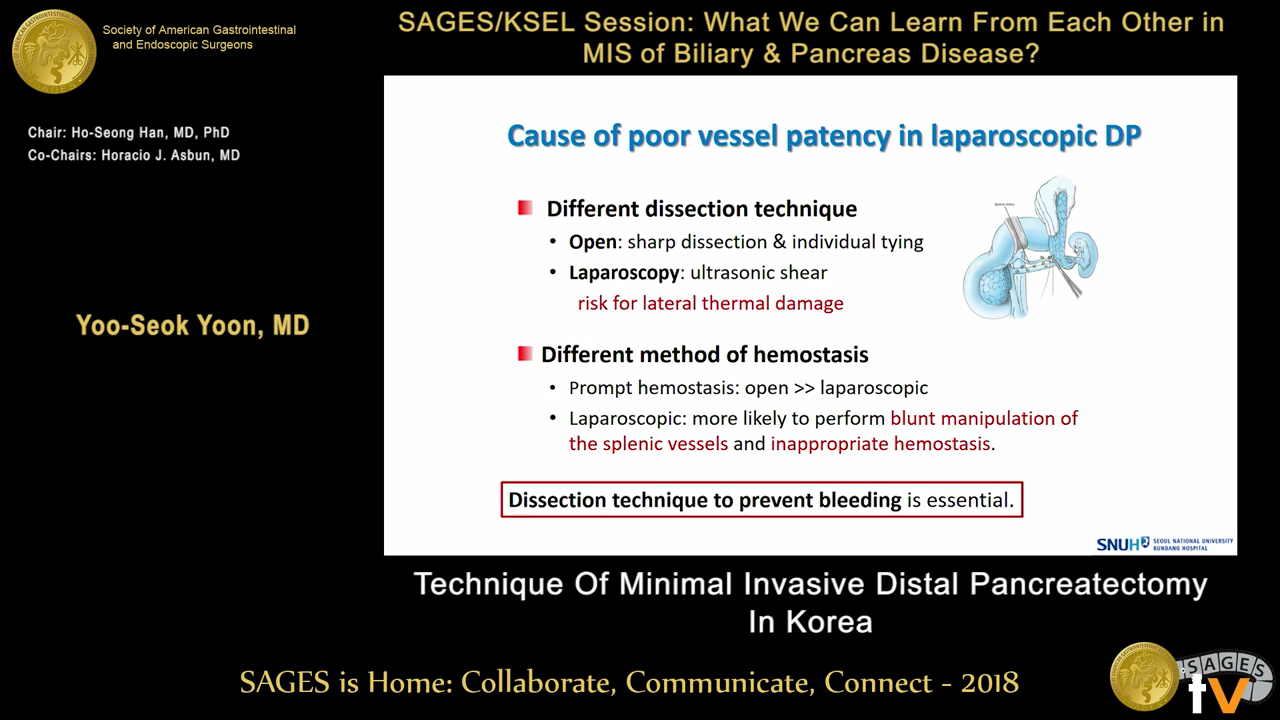 Society of American Gastrointestinal
and Endoscopic Surgeons
SAGES/KSEL Session: What We Can Learn From Each Other in
MIS of Biliary & Pancreas Disease?
Chair: Ho-Seong Han, MD, PhD
Co-Chairs: Horacio J. Asbun, MD
Yoo-Seok Yoon, MD
Cause of poor vessel patency in laparoscopic DP
Different dissection technique
• Open: sharp dissection & individual tying
• Laparoscopy: ultrasonic shear
risk for lateral thermal damage
Different method of hemostasis
• Prompt hemostasis: open >> laparoscopic
• Laparoscopic: more likely to perform blunt manipulation of
the splenic vessels and inappropriate hemostasis.
Dissection technique to prevent bleeding is essential.
SNUH SEOUL NATIONAL UNIVERSITY
BUNDANG HOSPITAL
Technique Of Minimal Invasive Distal Pancreatectomy
In Korea
SAGES is Home: Collaborate, Communicate, Connect - 2018
SAGES
tv